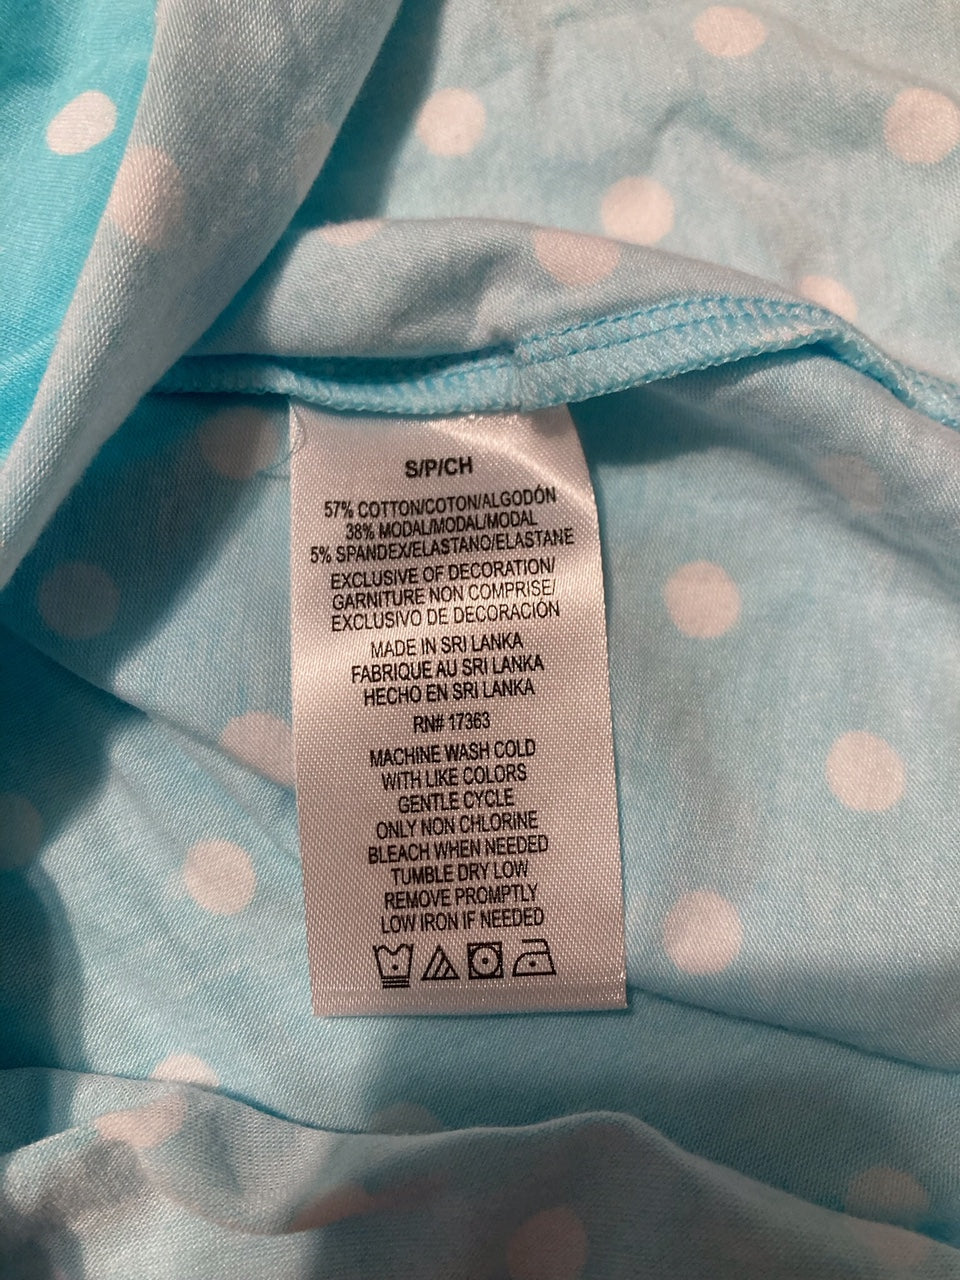 S/P/CH
57% COTTON/COTON/ALGODÓN
38% MODAL/MODAL/MODAL
5% SPANDEX/ELASTANO/ELASTANE
EXCLUSIVE OF DECORATION/
GARNITURE NON COMPRISE/
EXCLUSIVO DE DECORACIÓN
MADE IN SRI LANKA
FABRIQUE AU SRI LANKA
HECHO EN SRI LANKA
RN# 17363
MACHINE WASH COLD
WITH LIKE COLORS
GENTLE CYCLE
ONLY NON CHLORINE
BLEACH WHEN NEEDED
TUMBLE DRY LOW
REMOVE PROMPTLY
LOW IRON IF NEEDED